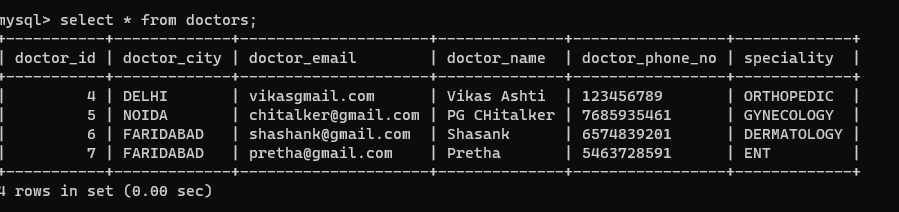 mysql> select * from doctors;
+-----------+-------------+----------------------+-------------+-----------------+-------------+
| doctor_id | doctor_city | doctor_email         | doctor_name | doctor_phone_no | speciality  |
+-----------+-------------+----------------------+-------------+-----------------+-------------+
|         4 | DELHI       | vikasgmail.com       | Vikas Ashti | 123456789       | ORTHOPEDIC  |
|         5 | NOIDA       | chitalker@gmail.com  | PG CHitalker | 7685935461      | GYNECOLOGY  |
|         6 | FARIDABAD   | shashank@gmail.com   | Shasank     | 6574839201      | DERMATOLOGY |
|         7 | FARIDABAD   | pretha@gmail.com     | Pretha      | 5463728591      | ENT         |
+-----------+-------------+----------------------+-------------+-----------------+-------------+
4 rows in set (0.00 sec)